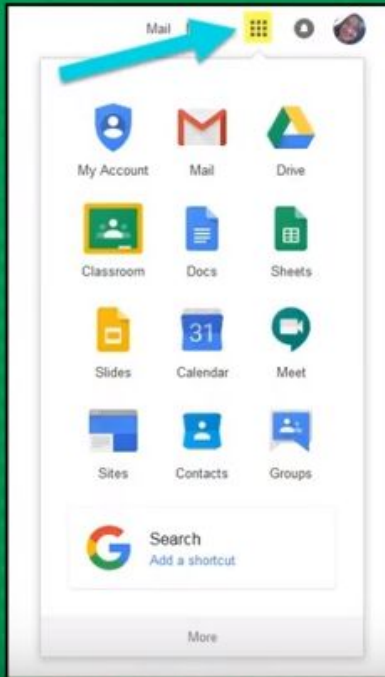 Mail
My Account Mail Drive
Classroom Docs Sheets
31
Slides Calendar Meet
Sites Contacts Groups
Search
Add a shortcut
More